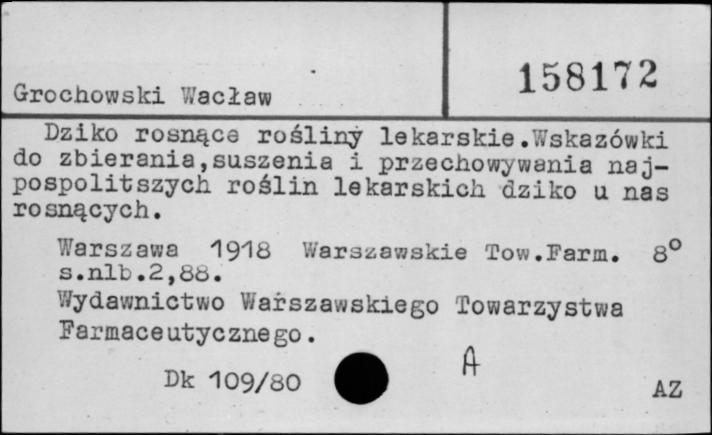 158172
Grochowski Wacław
Dziko rosnące rośliny lekarskie.Wskazówki
do zbierania,suszenia i przechowywania naj-
pospolitszych roślin lekarskich dziko u nas
rosnących.
Warszawa 1918 Warszawskie Tow.Farm. 8°
s.nlb.2,88.
Wydawnictwo Warszawskiego Towarzystwa
Farmaceutycznego.
Dk 109/80 A
AZ